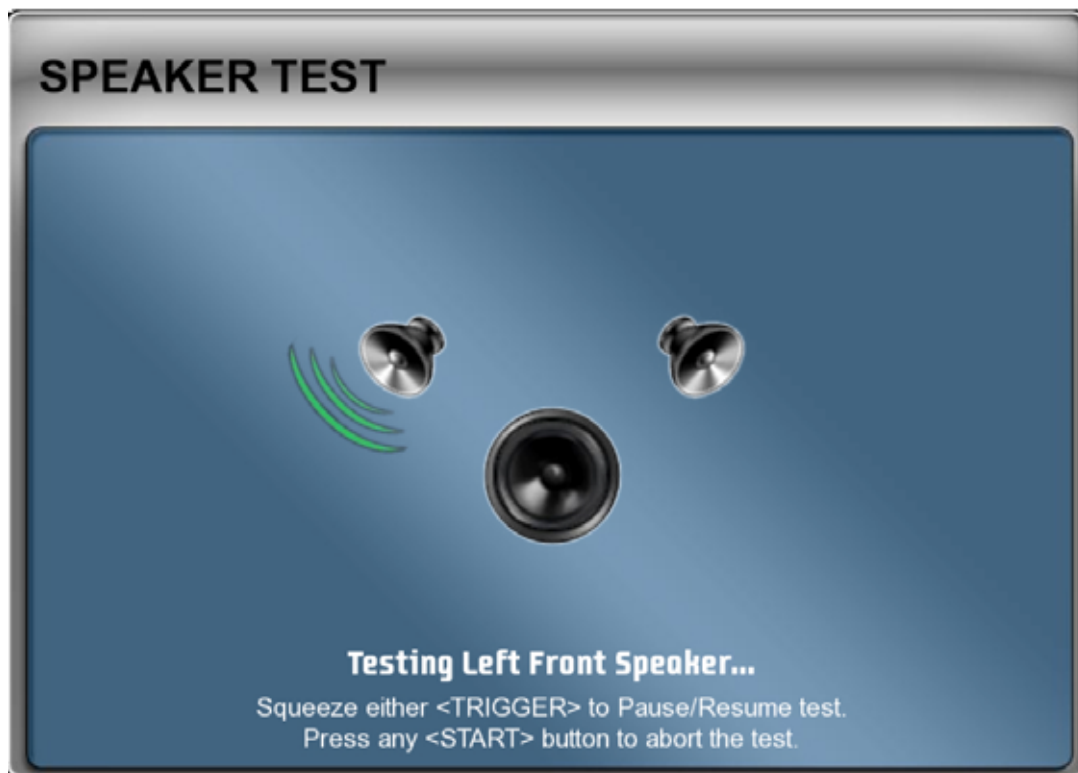 SPEAKER TEST
Testing Left Front Speaker...
Squeeze either <TRIGGER> to Pause/Resume test.
Press any <START> button to abort the test.